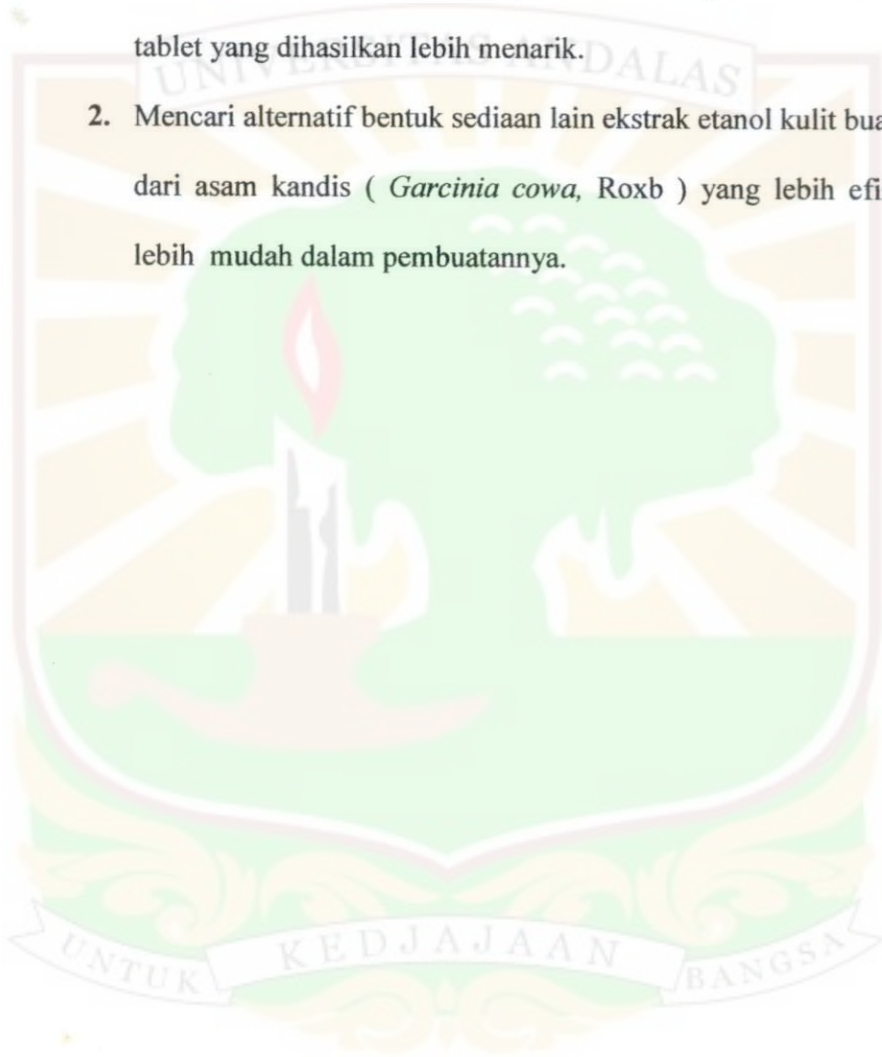 tablet yang dihasilkan lebih menarik.
UNIVERSITAS ANDALAS
2. Mencari alternatif bentuk sediaan lain ekstrak etanol kulit bua
dari asam kandis ( Garcinia cowa, Roxb ) yang lebih efi
lebih mudah dalam pembuatannya.
UNTUK KEDJAJAAN BANGSA